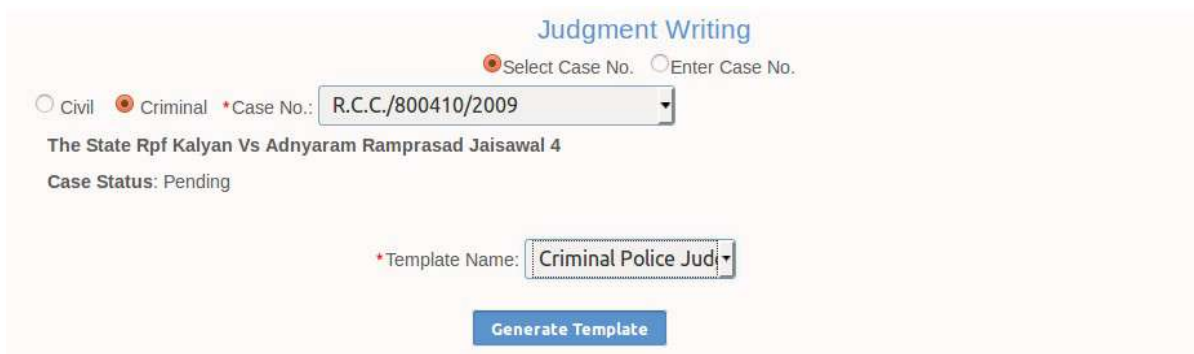 Judgment Writing
Select Case No. Enter Case No.
Civil Criminal *Case No.: R.C.C./800410/2009
The State Rpf Kalyan Vs Adnyaram Ramprasad Jaisawal 4
Case Status: Pending
*Template Name: Criminal Police Jud
Generate Template